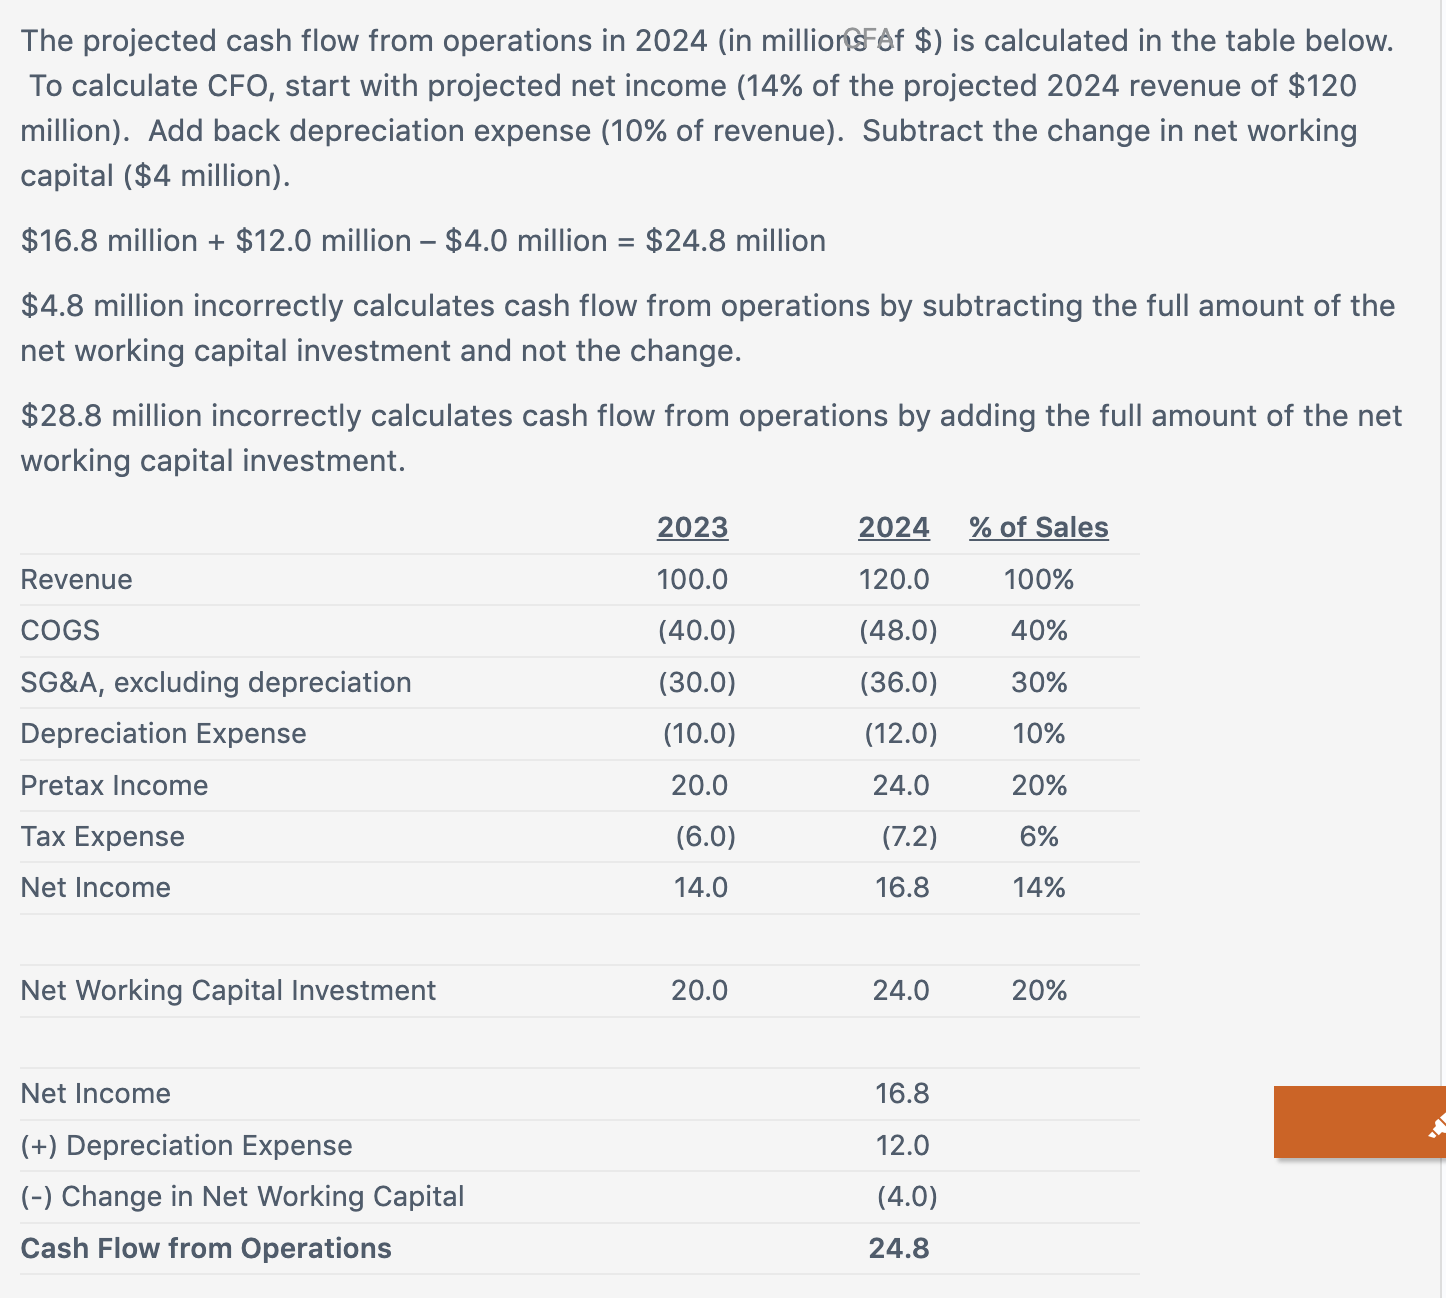 The projected cash flow from operations in 2024 (in millions of $) is calculated in the table below.
CFA
To calculate CFO, start with projected net income (14% of the projected 2024 revenue of $120
million). Add back depreciation expense (10% of revenue). Subtract the change in net working
capital ($4 million).
$16.8 million + $12.0 million – $4.0 million = $24.8 million
$4.8 million incorrectly calculates cash flow from operations by subtracting the full amount of the
net working capital investment and not the change.
$28.8 million incorrectly calculates cash flow from operations by adding the full amount of the net
working capital investment.
2023 2024 % of Sales
Revenue 100.0 120.0 100%
COGS (40.0) (48.0) 40%
SG&A, excluding depreciation (30.0) (36.0) 30%
Depreciation Expense (10.0) (12.0) 10%
Pretax Income 20.0 24.0 20%
Tax Expense (6.0) (7.2) 6%
Net Income 14.0 16.8 14%
Net Working Capital Investment 20.0 24.0 20%
Net Income 16.8
(+) Depreciation Expense 12.0
(-) Change in Net Working Capital (4.0)
Cash Flow from Operations 24.8